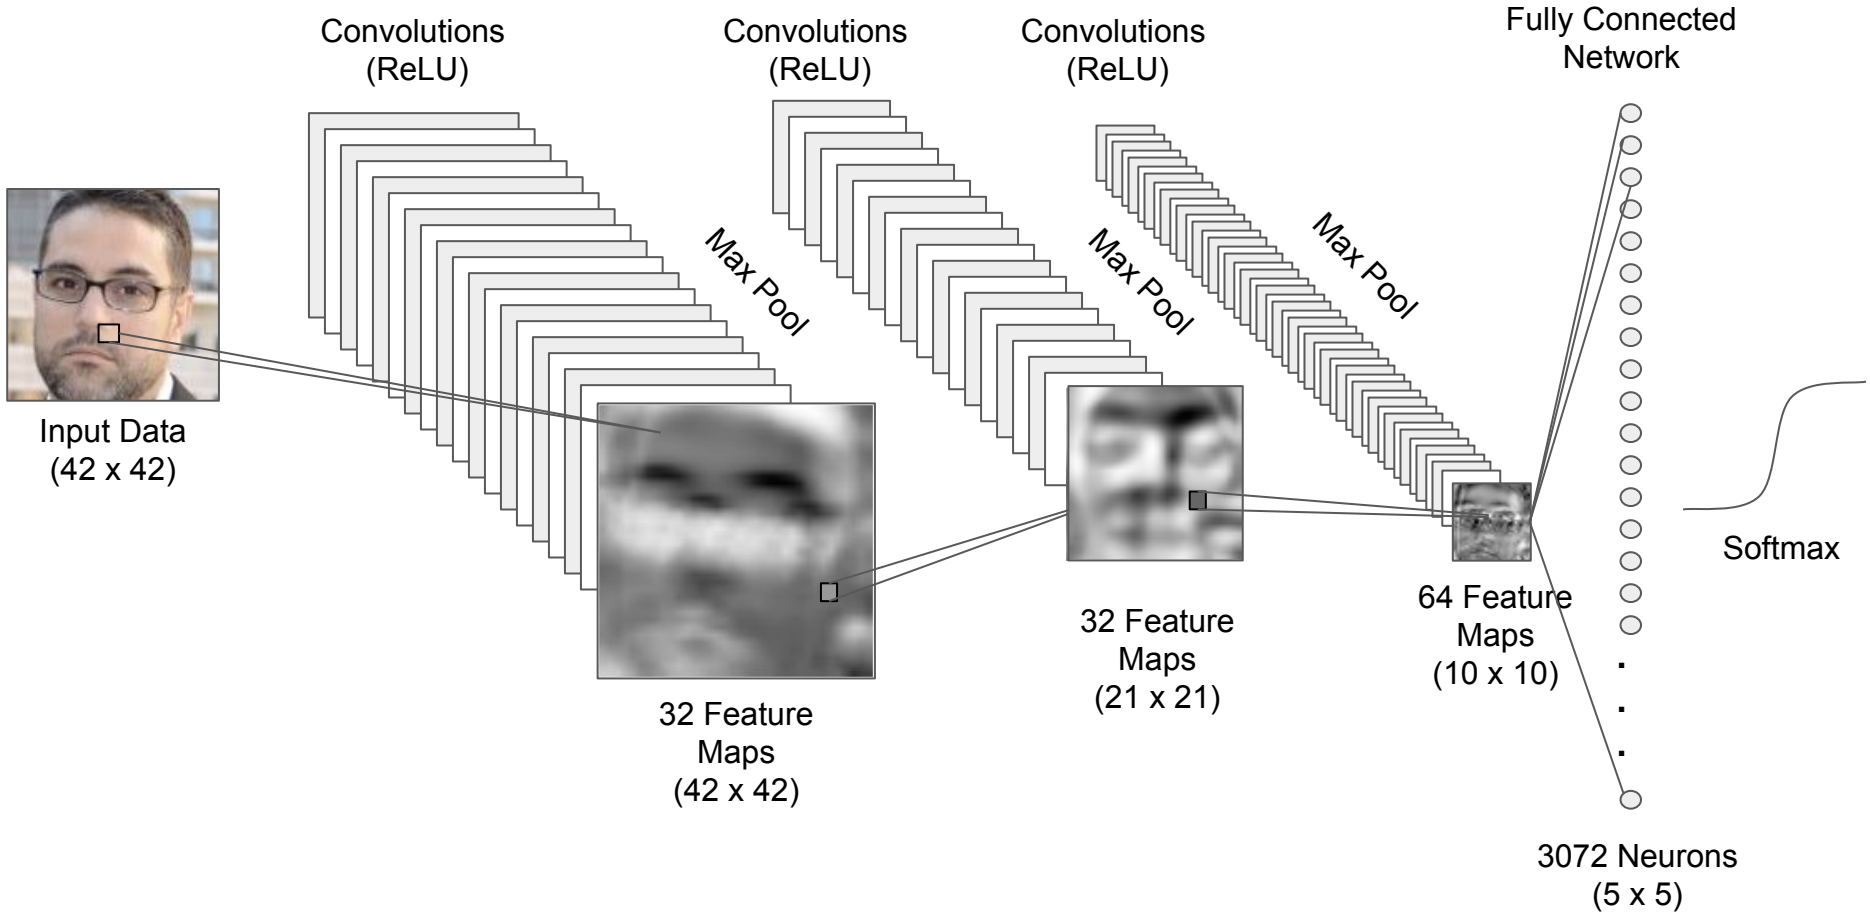 Convolutions
(ReLU)
Convolutions
(ReLU)
Convolutions
(ReLU)
Fully Connected
Network
Max Pool
Max Pool
Max Pool
Input Data
(42 x 42)
32 Feature
Maps
(42 x 42)
32 Feature
Maps
(21 x 21)
64 Feature
Maps
(10 x 10)
Softmax
3072 Neurons
(5 x 5)